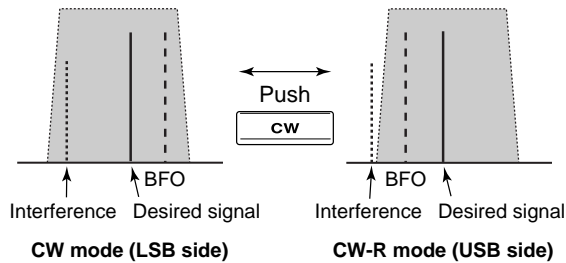 Push
CW
BFO
BFO
Interference
Desired signal
Interference
Desired signal
CW mode (LSB side)
CW-R mode (USB side)